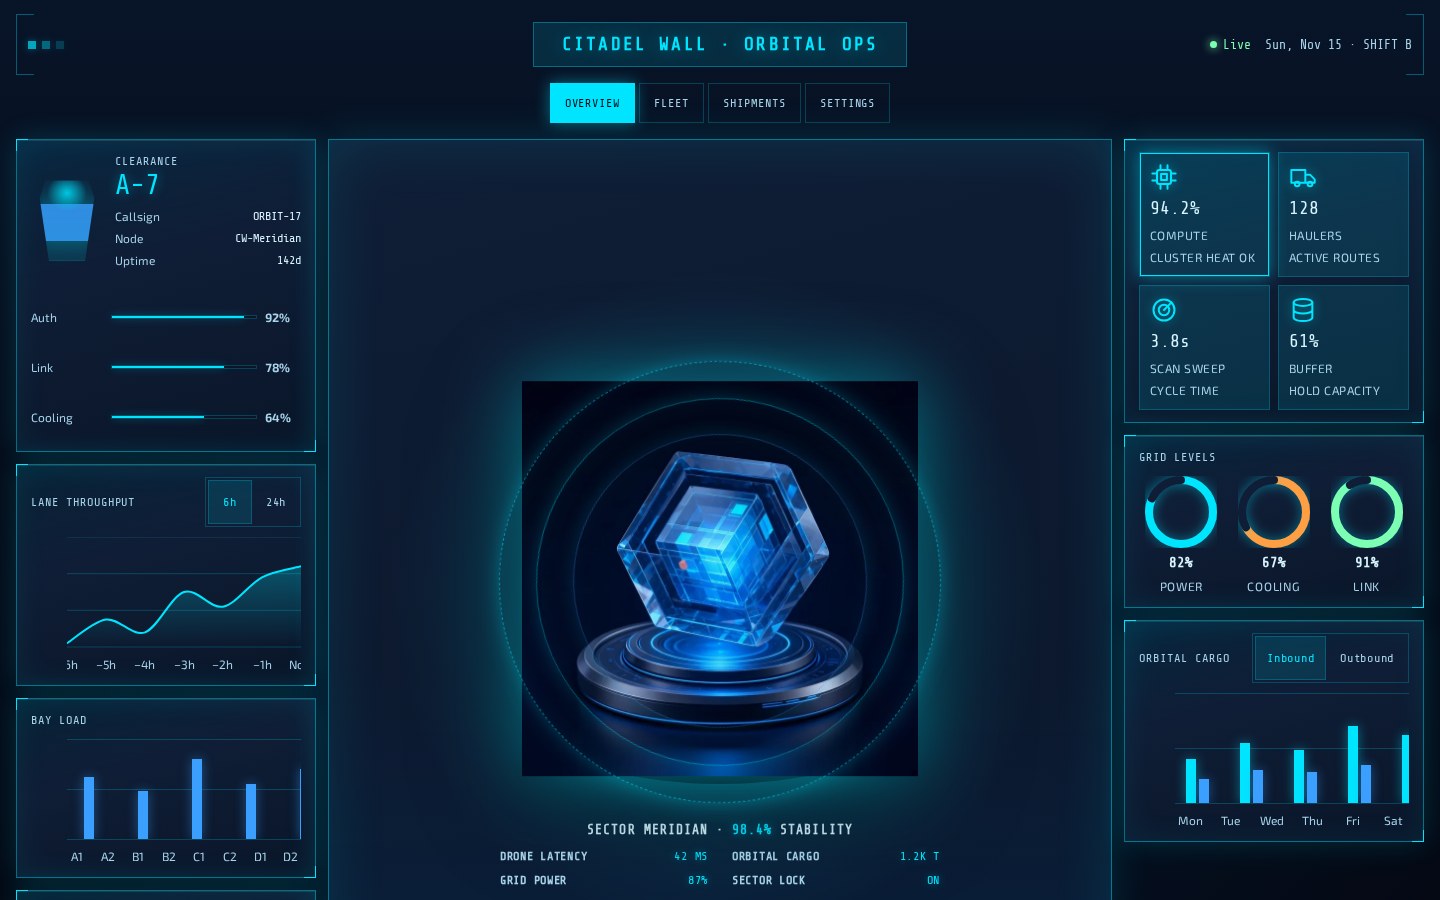 CITADEL WALL · ORBITAL OPS
Live Sun, Nov 15 · SHIFT B
OVERVIEW FLEET SHIPMENTS SETTINGS
CLEARANCE
A-7
Callsign ORBIT-17
Node CW-Meridian
Uptime 142d
Auth 92%
Link 78%
Cooling 64%
LANE THROUGHPUT 6h 24h
-5h -4h -3h -2h -1h
BAY LOAD
A1 A2 B1 B2 C1 C2 D1 D2
SECTOR MERIDIAN · 98.4% STABILITY
DRONE LATENCY 42 MS ORBITAL CARGO 1.2K T
GRID POWER 87% SECTOR LOCK ON
94.2%
COMPUTE
CLUSTER HEAT OK
128
HAULERS
ACTIVE ROUTES
3.8s
SCAN SWEEP
CYCLE TIME
61%
BUFFER
HOLD CAPACITY
GRID LEVELS
82% 67% 91%
POWER COOLING LINK
ORBITAL CARGO Inbound Outbound
Mon Tue Wed Thu Fri Sat